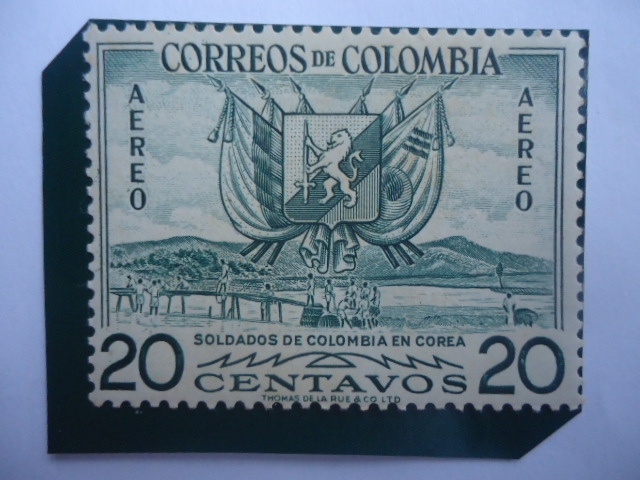 CORREOS DE COLOMBIA
AEREO
AEREO
SOLDADOS DE COLOMBIA EN COREA
20 CENTAVOS 20
THOMAS DE LA RUE & CO. LTD